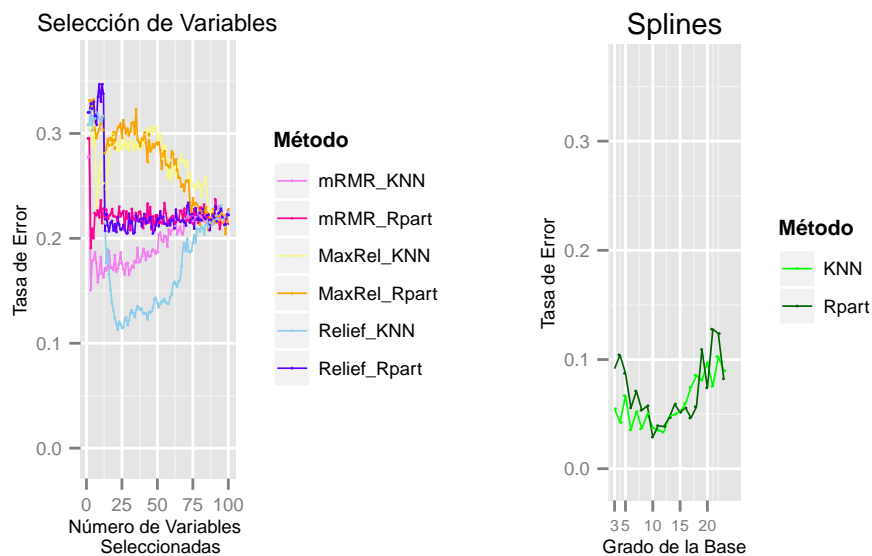 Selección de Variables
Tasa de Error
0.3
0.2
0.1
0.0
0 25 50 75 100
Número de Variables
Seleccionadas
Método
mRMR_KNN
mRMR_Rpart
MaxRel_KNN
MaxRel_Rpart
Relief_KNN
Relief_Rpart
Splines
Tasa de Error
0.3
0.2
0.1
0.0
3 5 10 15 20
Grado de la Base
Método
KNN
Rpart